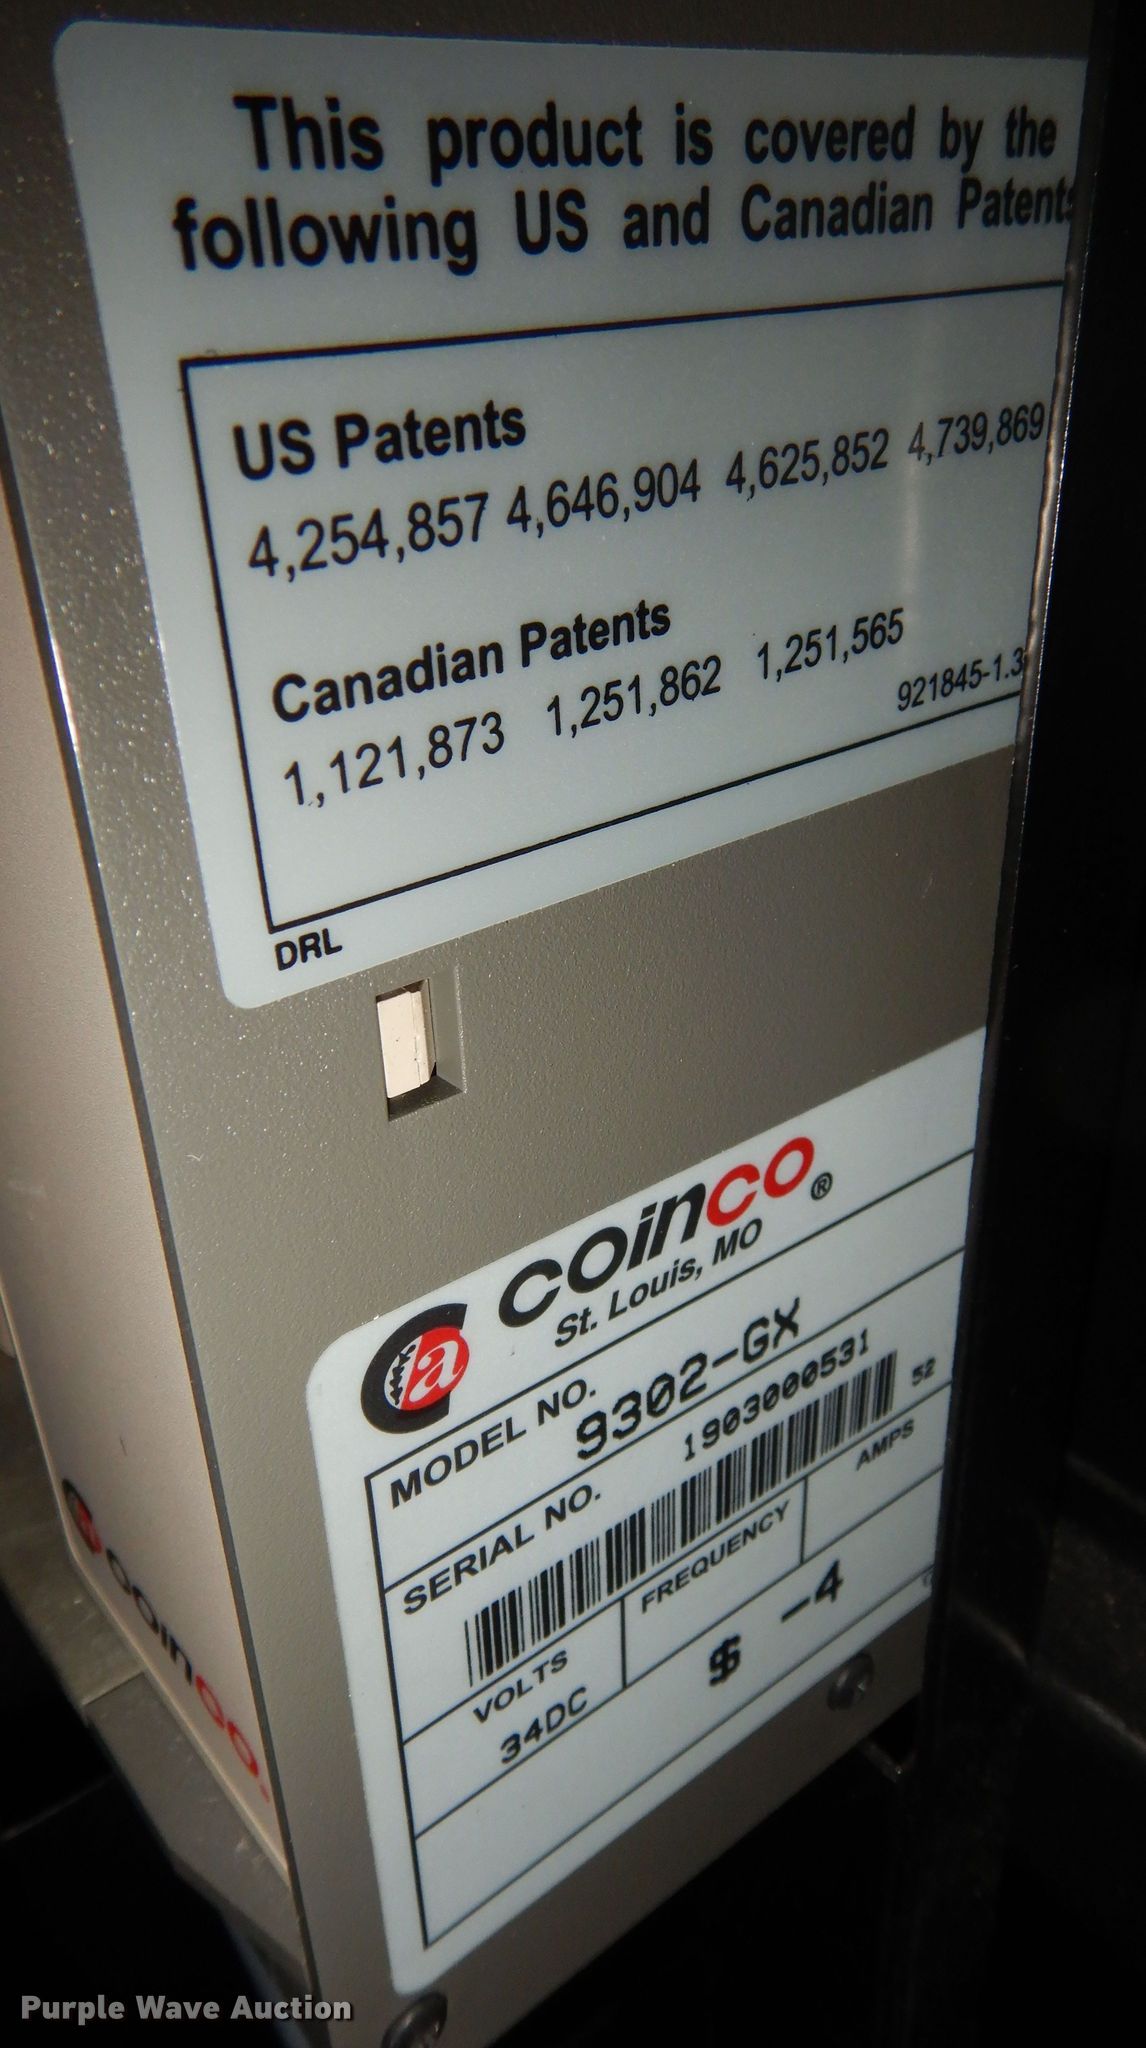 This product is covered by the
following US and Canadian Patents
US Patents
4,254,857 4,646,904 4,625,852 4,739,869
Canadian Patents
1,121,873 1,251,862 1,251,565
921845-1.3
DRL
Ca coinco ®
St. Louis, MO
MODEL NO.
9302-GX
SERIAL NO.
1903000531
52
VOLTS
FREQUENCY
AMPS
34DC
-4
coinco
Purple Wave Auction